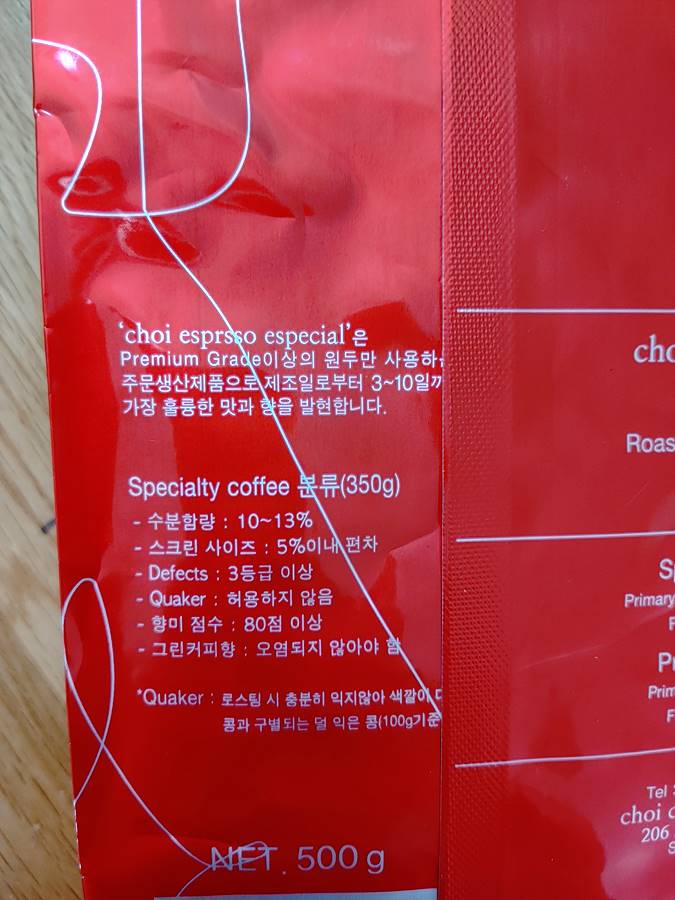 ‘choi esprsso especial’은
Premium Grade이상의 원두만 사용하는
주문생산제품으로 제조일로부터 3~10일까
가장 훌륭한 맛과 향을 발현합니다.
Specialty coffee 분류(350g)
- 수분함량 : 10~13%
- 스크린 사이즈 : 5%이내 편차
- Defects : 3등급 이상
- Quaker : 허용하지 않음
- 향미 점수 : 80점 이상
- 그린커피향 : 오염되지 않아야 함
*Quaker : 로스팅 시 충분히 익지않아 색깔이
콩과 구별되는 덜 익은 콩(100g기준
NET. 500g
cho
Roas
Sp
Primary
F
Pr
Prim
F
Tel :
choi c
206
S